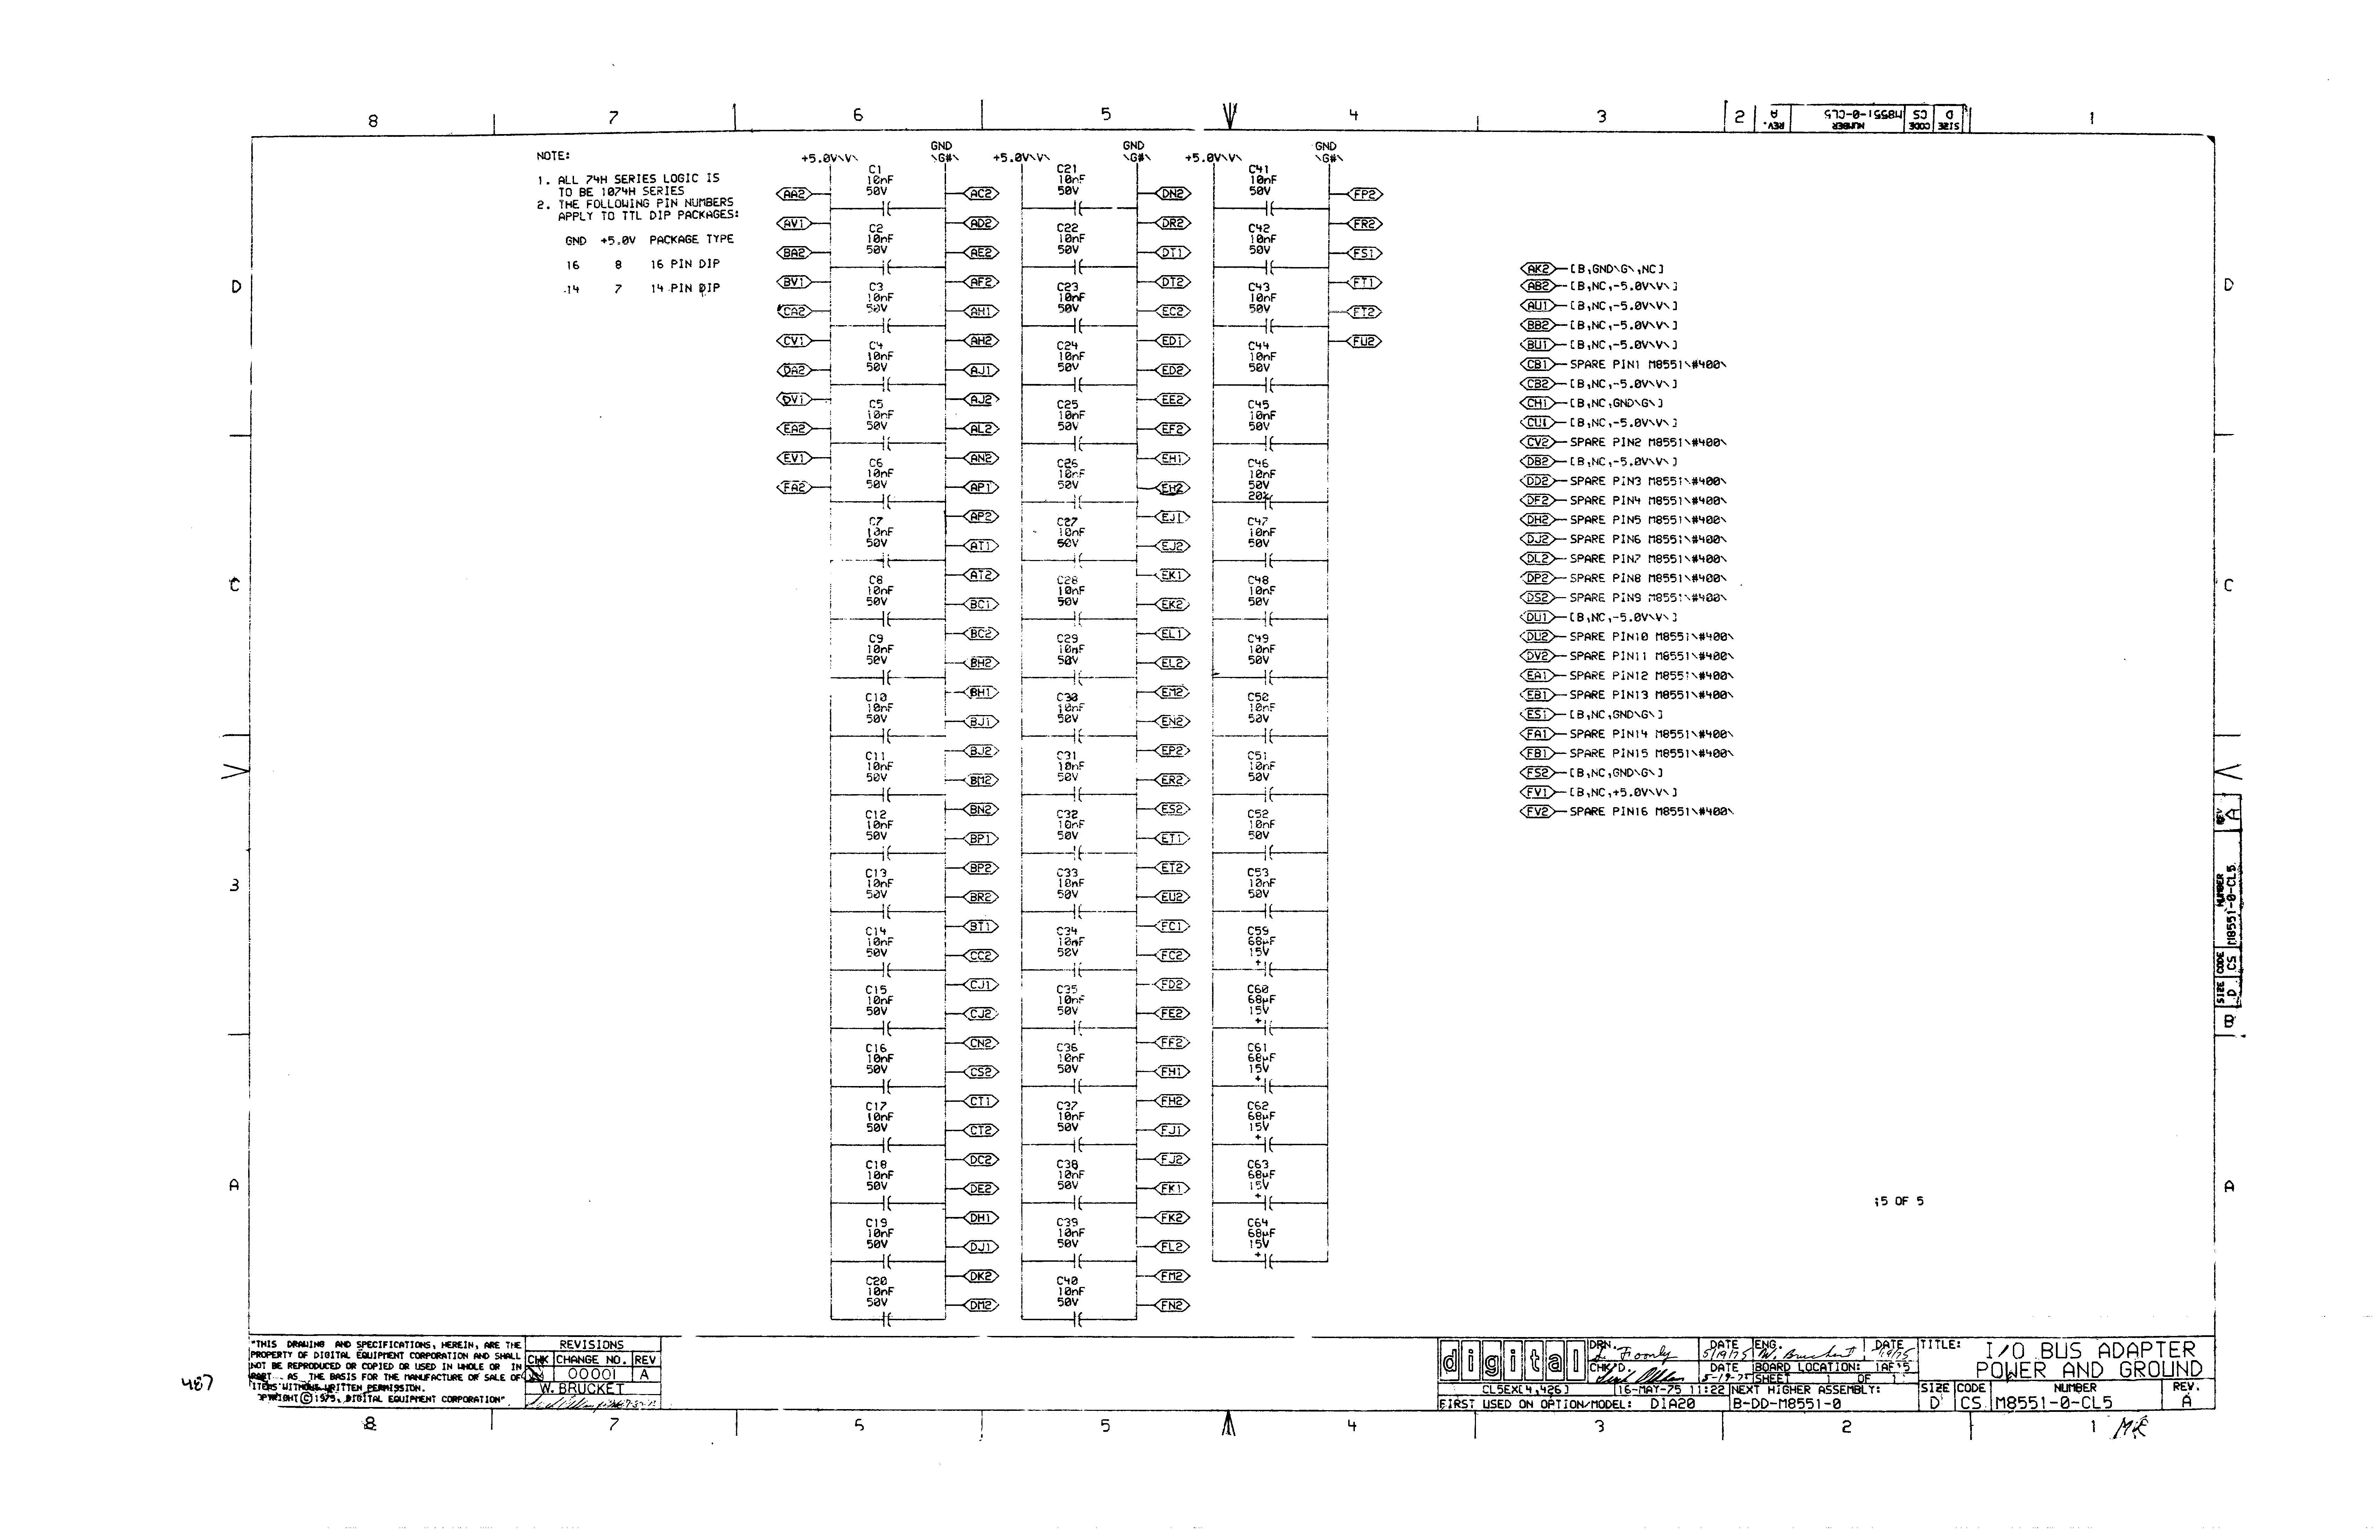 8 7 6 5 4 3 2 1
REV. A NUMBER M8551-0-CL5 CODE CS SIZE D
NOTE:
1. ALL 74H SERIES LOGIC IS
TO BE 1074H SERIES
2. THE FOLLOWING PIN NUMBERS
APPLY TO TTL DIP PACKAGES:
GND +5.0V PACKAGE TYPE
16 8 16 PIN DIP
14 7 14 PIN DIP
+5.0V\V\
GND
\G#\
AA2
AV1
BA2
BV1
CA2
CV1
DA2
DV1
EA2
EV1
FA2
C1 10nF 50V
C2 10nF 50V
C3 10nF 50V
C4 10nF 50V
C5 10nF 50V
C6 10nF 50V
C7 10nF 50V
C8 10nF 50V
C9 10nF 50V
C10 10nF 50V
C11 10nF 50V
C12 10nF 50V
C13 10nF 50V
C14 10nF 50V
C15 10nF 50V
C16 10nF 50V
C17 10nF 50V
C18 10nF 50V
C19 10nF 50V
C20 10nF 50V
AC2
AD2
AE2
AF2
AH1
AH2
AJ1
AJ2
AL2
AN2
AP1
AP2
AT1
AT2
BC1
BC2
BH2
BH1
BJ1
BJ2
BM2
BN2
BP1
BP2
BR2
BT1
CC2
CJ1
CJ2
CN2
CS2
CT1
CT2
DC2
DE2
DH1
DJ1
DK2
DM2
+5.0V\V\
GND
\G#\
C21 10nF 50V
C22 10nF 50V
C23 10nF 50V
C24 10nF 50V
C25 10nF 50V
C26 10nF 50V
C27 10nF 50V
C28 10nF 50V
C29 10nF 50V
C30 10nF 50V
C31 10nF 50V
C32 10nF 50V
C33 10nF 50V
C34 10nF 50V
C35 10nF 50V
C36 10nF 50V
C37 10nF 50V
C38 10nF 50V
C39 10nF 50V
C40 10nF 50V
DN2
DR2
DT1
DT2
EC2
ED1
ED2
EE2
EF2
EH1
EH2
EJ1
EJ2
EK1
EK2
EL1
EL2
EM2
EN2
EP2
ER2
ES2
ET1
ET2
EU2
FC1
FC2
FD2
FE2
FF2
FH1
FH2
FJ1
FJ2
FK1
FK2
FL2
FM2
FN2
+5.0V\V\
GND
\G#\
C41 10nF 50V
C42 10nF 50V
C43 10nF 50V
C44 10nF 50V
C45 10nF 50V
C46 10nF 50V 20%
C47 10nF 50V
C48 10nF 50V
C49 10nF 50V
C52 10nF 50V
C51 10nF 50V
C52 10nF 50V
C53 10nF 50V
C59 68µF 15V +
C60 68µF 15V +
C61 68µF 15V +
C62 68µF 15V +
C63 68µF 15V +
C64 68µF 15V +
FP2
FR2
FS1
FT1
FT2
FU2
AK2 [B,GND\G\,NC]
AB2 [B,NC,-5.0V\V\]
AU1 [B,NC,-5.0V\V\]
BB2 [B,NC,-5.0V\V\]
BU1 [B,NC,-5.0V\V\]
CB1 SPARE PIN1 M8551\#400\
CB2 [B,NC,-5.0V\V\]
CH1 [B,NC,GND\G\]
CU1 [B,NC,-5.0V\V\]
CV2 SPARE PIN2 M8551\#400\
DB2 [B,NC,-5.0V\V\]
DD2 SPARE PIN3 M8551\#400\
DF2 SPARE PIN4 M8551\#400\
DH2 SPARE PIN5 M8551\#400\
DJ2 SPARE PIN6 M8551\#400\
DL2 SPARE PIN7 M8551\#400\
DP2 SPARE PIN8 M8551\#400\
DS2 SPARE PIN9 M8551\#400\
DU1 [B,NC,-5.0V\V\]
DU2 SPARE PIN10 M8551\#400\
DV2 SPARE PIN11 M8551\#400\
EA1 SPARE PIN12 M8551\#400\
EB1 SPARE PIN13 M8551\#400\
ES1 [B,NC,GND\G\]
FA1 SPARE PIN14 M8551\#400\
FB1 SPARE PIN15 M8551\#400\
FS2 [B,NC,GND\G\]
FV1 [B,NC,+5.0V\V\]
FV2 SPARE PIN16 M8551\#400\
D
C
3
A
D
C
B
A
SIZE D CODE CS NUMBER M8551-0-CL5 REV A
;5 OF 5
"THIS DRAWING AND SPECIFICATIONS, HEREIN, ARE THE
PROPERTY OF DIGITAL EQUIPMENT CORPORATION AND SHALL
NOT BE REPRODUCED OR COPIED OR USED IN WHOLE OR IN
PART AS THE BASIS FOR THE MANUFACTURE OR SALE OF
ITEMS WITHOUT WRITTEN PERMISSION.
COPYRIGHT © 1975, DIGITAL EQUIPMENT CORPORATION"
REVISIONS
CHK CHANGE NO. REV
00001 A
W. BRUCKET
487
digital
DRN. DATE 5/19/75 ENG. DATE
CHK'D. DATE 5-19-75 BOARD LOCATION: 1AF'5
SHEET 1 OF 1
CL5EX[4,426] 16-MAY-75 11:22 NEXT HIGHER ASSEMBLY:
FIRST USED ON OPTION/MODEL: DIA20 B-DD-M8551-0
TITLE: I/O BUS ADAPTER
POWER AND GROUND
SIZE CODE NUMBER REV.
D CS M8551-0-CL5 A
8 7 5 5 4 3 2 1 MR